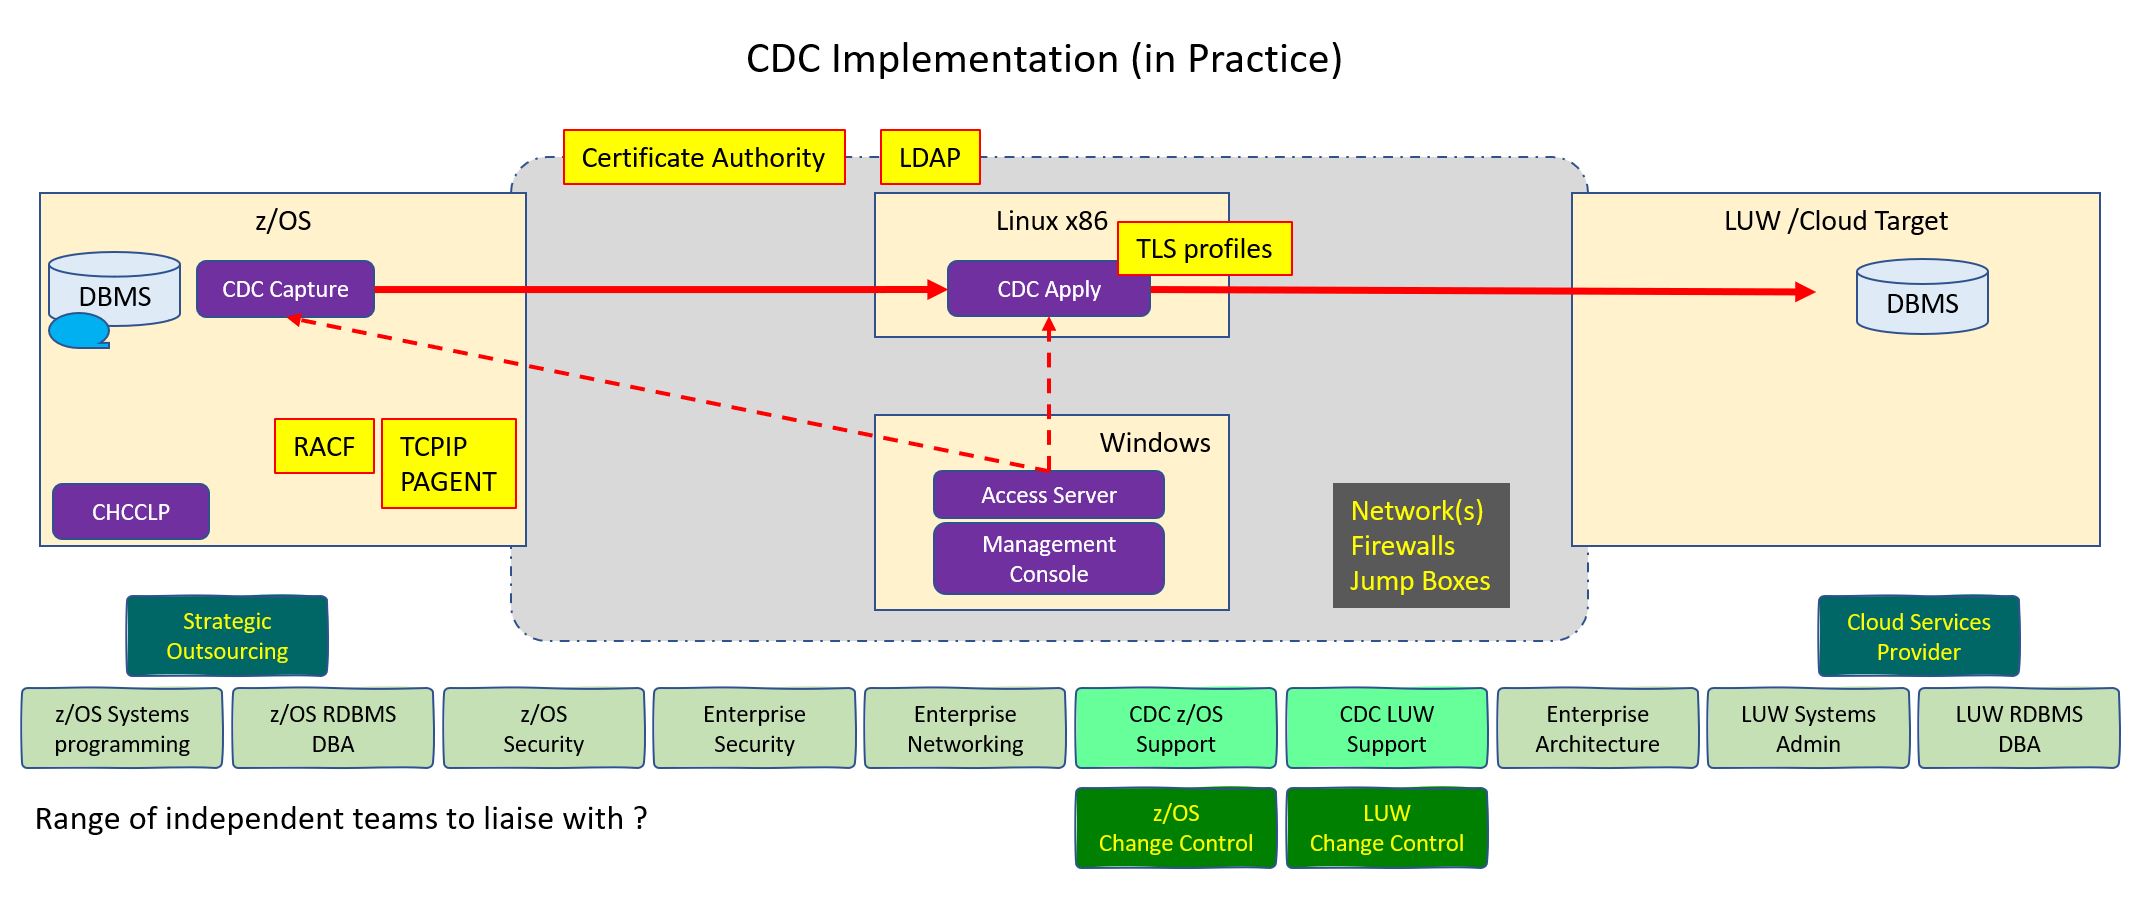 CDC Implementation (in Practice)
Certificate Authority
LDAP
z/OS
DBMS
CDC Capture
RACF
TCPIP
PAGENT
CHCCLP
Linux x86
TLS profiles
CDC Apply
Windows
Access Server
Management
Console
Network(s)
Firewalls
Jump Boxes
LUW /Cloud Target
DBMS
Strategic
Outsourcing
Cloud Services
Provider
z/OS Systems
programming
z/OS RDBMS
DBA
z/OS
Security
Enterprise
Security
Enterprise
Networking
CDC z/OS
Support
CDC LUW
Support
Enterprise
Architecture
LUW Systems
Admin
LUW RDBMS
DBA
Range of independent teams to liaise with ?
z/OS
Change Control
LUW
Change Control